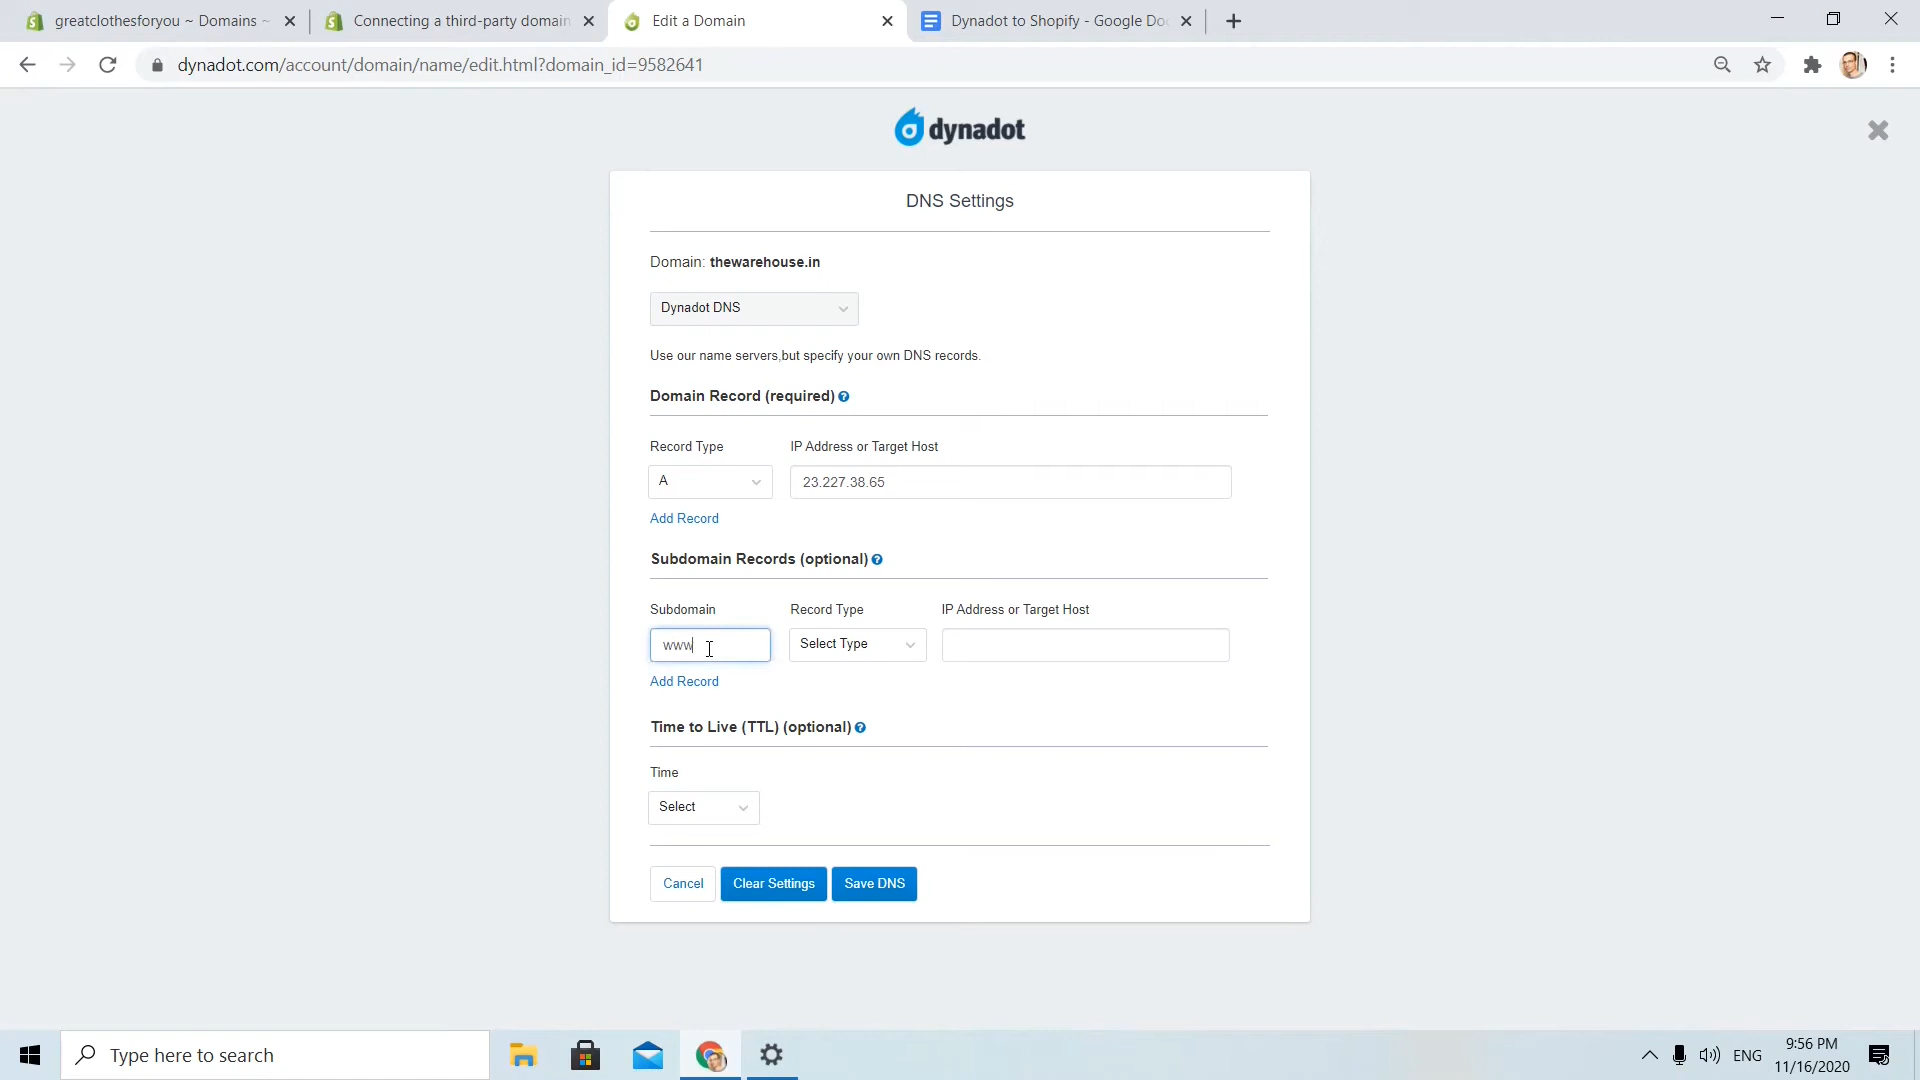 greatclothesforyou ~ Domains ~
Connecting a third-party domain
Edit a Domain
Dynadot to Shopify - Google Doc
dynadot.com/account/domain/name/edit.html?domain_id=9582641
dynadot
DNS Settings
Domain: thewarehouse.in
Dynadot DNS
Use our name servers,but specify your own DNS records.
Domain Record (required)
Record Type IP Address or Target Host
A 23.227.38.65
Add Record
Subdomain Records (optional)
Subdomain Record Type IP Address or Target Host
www Select Type
Add Record
Time to Live (TTL) (optional)
Time
Select
Cancel Clear Settings Save DNS
Type here to search
ENG
9:56 PM
11/16/2020